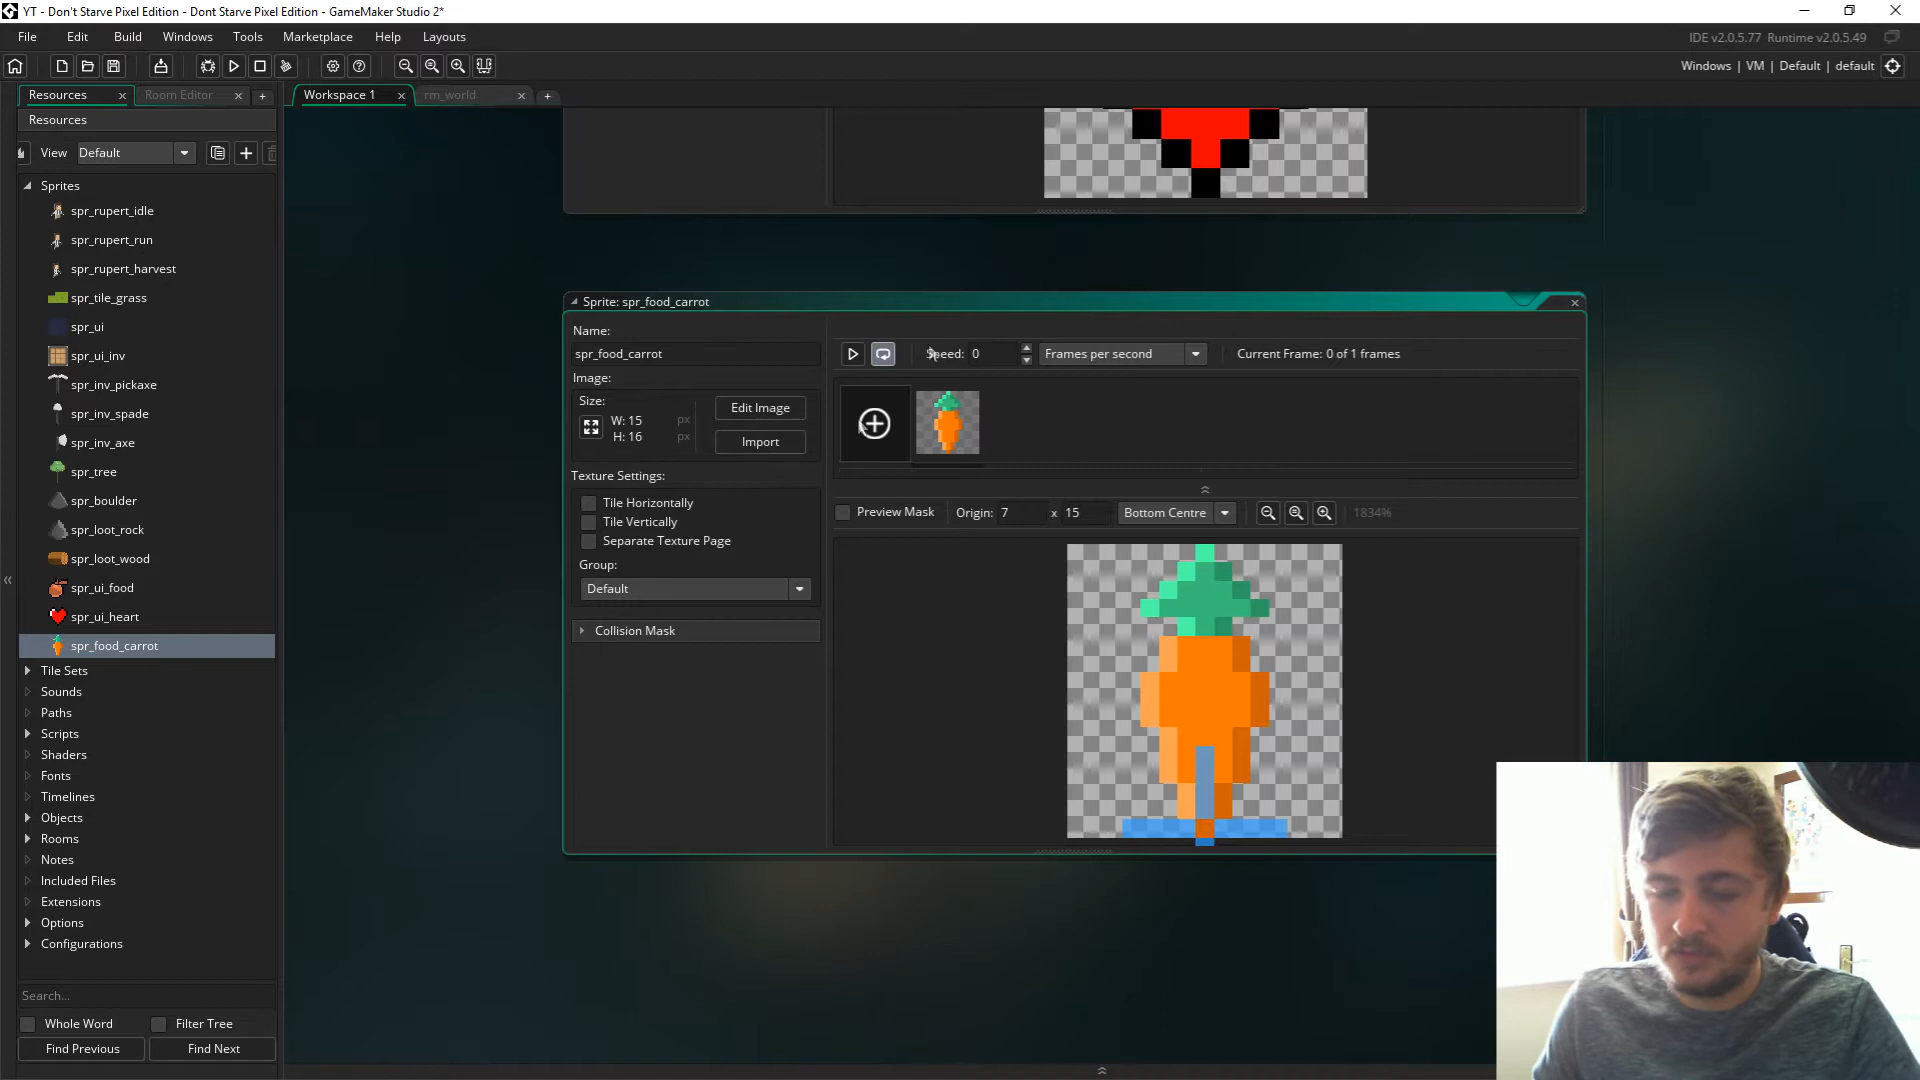 YT - Don't Starve Pixel Edition - Dont Starve Pixel Edition - GameMaker Studio 2*
File Edit Build Windows Tools Marketplace Help Layouts
IDE v2.0.5.77 Runtime v2.0.5.49
Windows | VM | Default | default
Resources Room Editor
Workspace 1 rm_world
Resources
View Default
Sprites
spr_rupert_idle
spr_rupert_run
spr_rupert_harvest
spr_tile_grass
spr_ui
spr_ui_inv
spr_inv_pickaxe
spr_inv_spade
spr_inv_axe
spr_tree
spr_boulder
spr_loot_rock
spr_loot_wood
spr_ui_food
spr_ui_heart
spr_food_carrot
Tile Sets
Sounds
Paths
Scripts
Shaders
Fonts
Timelines
Objects
Rooms
Notes
Included Files
Extensions
Options
Configurations
Search...
Whole Word Filter Tree
Find Previous Find Next
Sprite: spr_food_carrot
Name:
spr_food_carrot
Image:
Size:
W: 15 px
H: 16 px
Edit Image
Import
Texture Settings:
Tile Horizontally
Tile Vertically
Separate Texture Page
Group:
Default
Collision Mask
Speed: 0 Frames per second Current Frame: 0 of 1 frames
Preview Mask Origin: 7 x 15 Bottom Centre 1834%